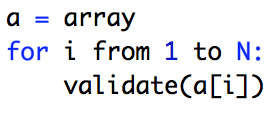 a = array
for i from 1 to N:
    validate(a[i])